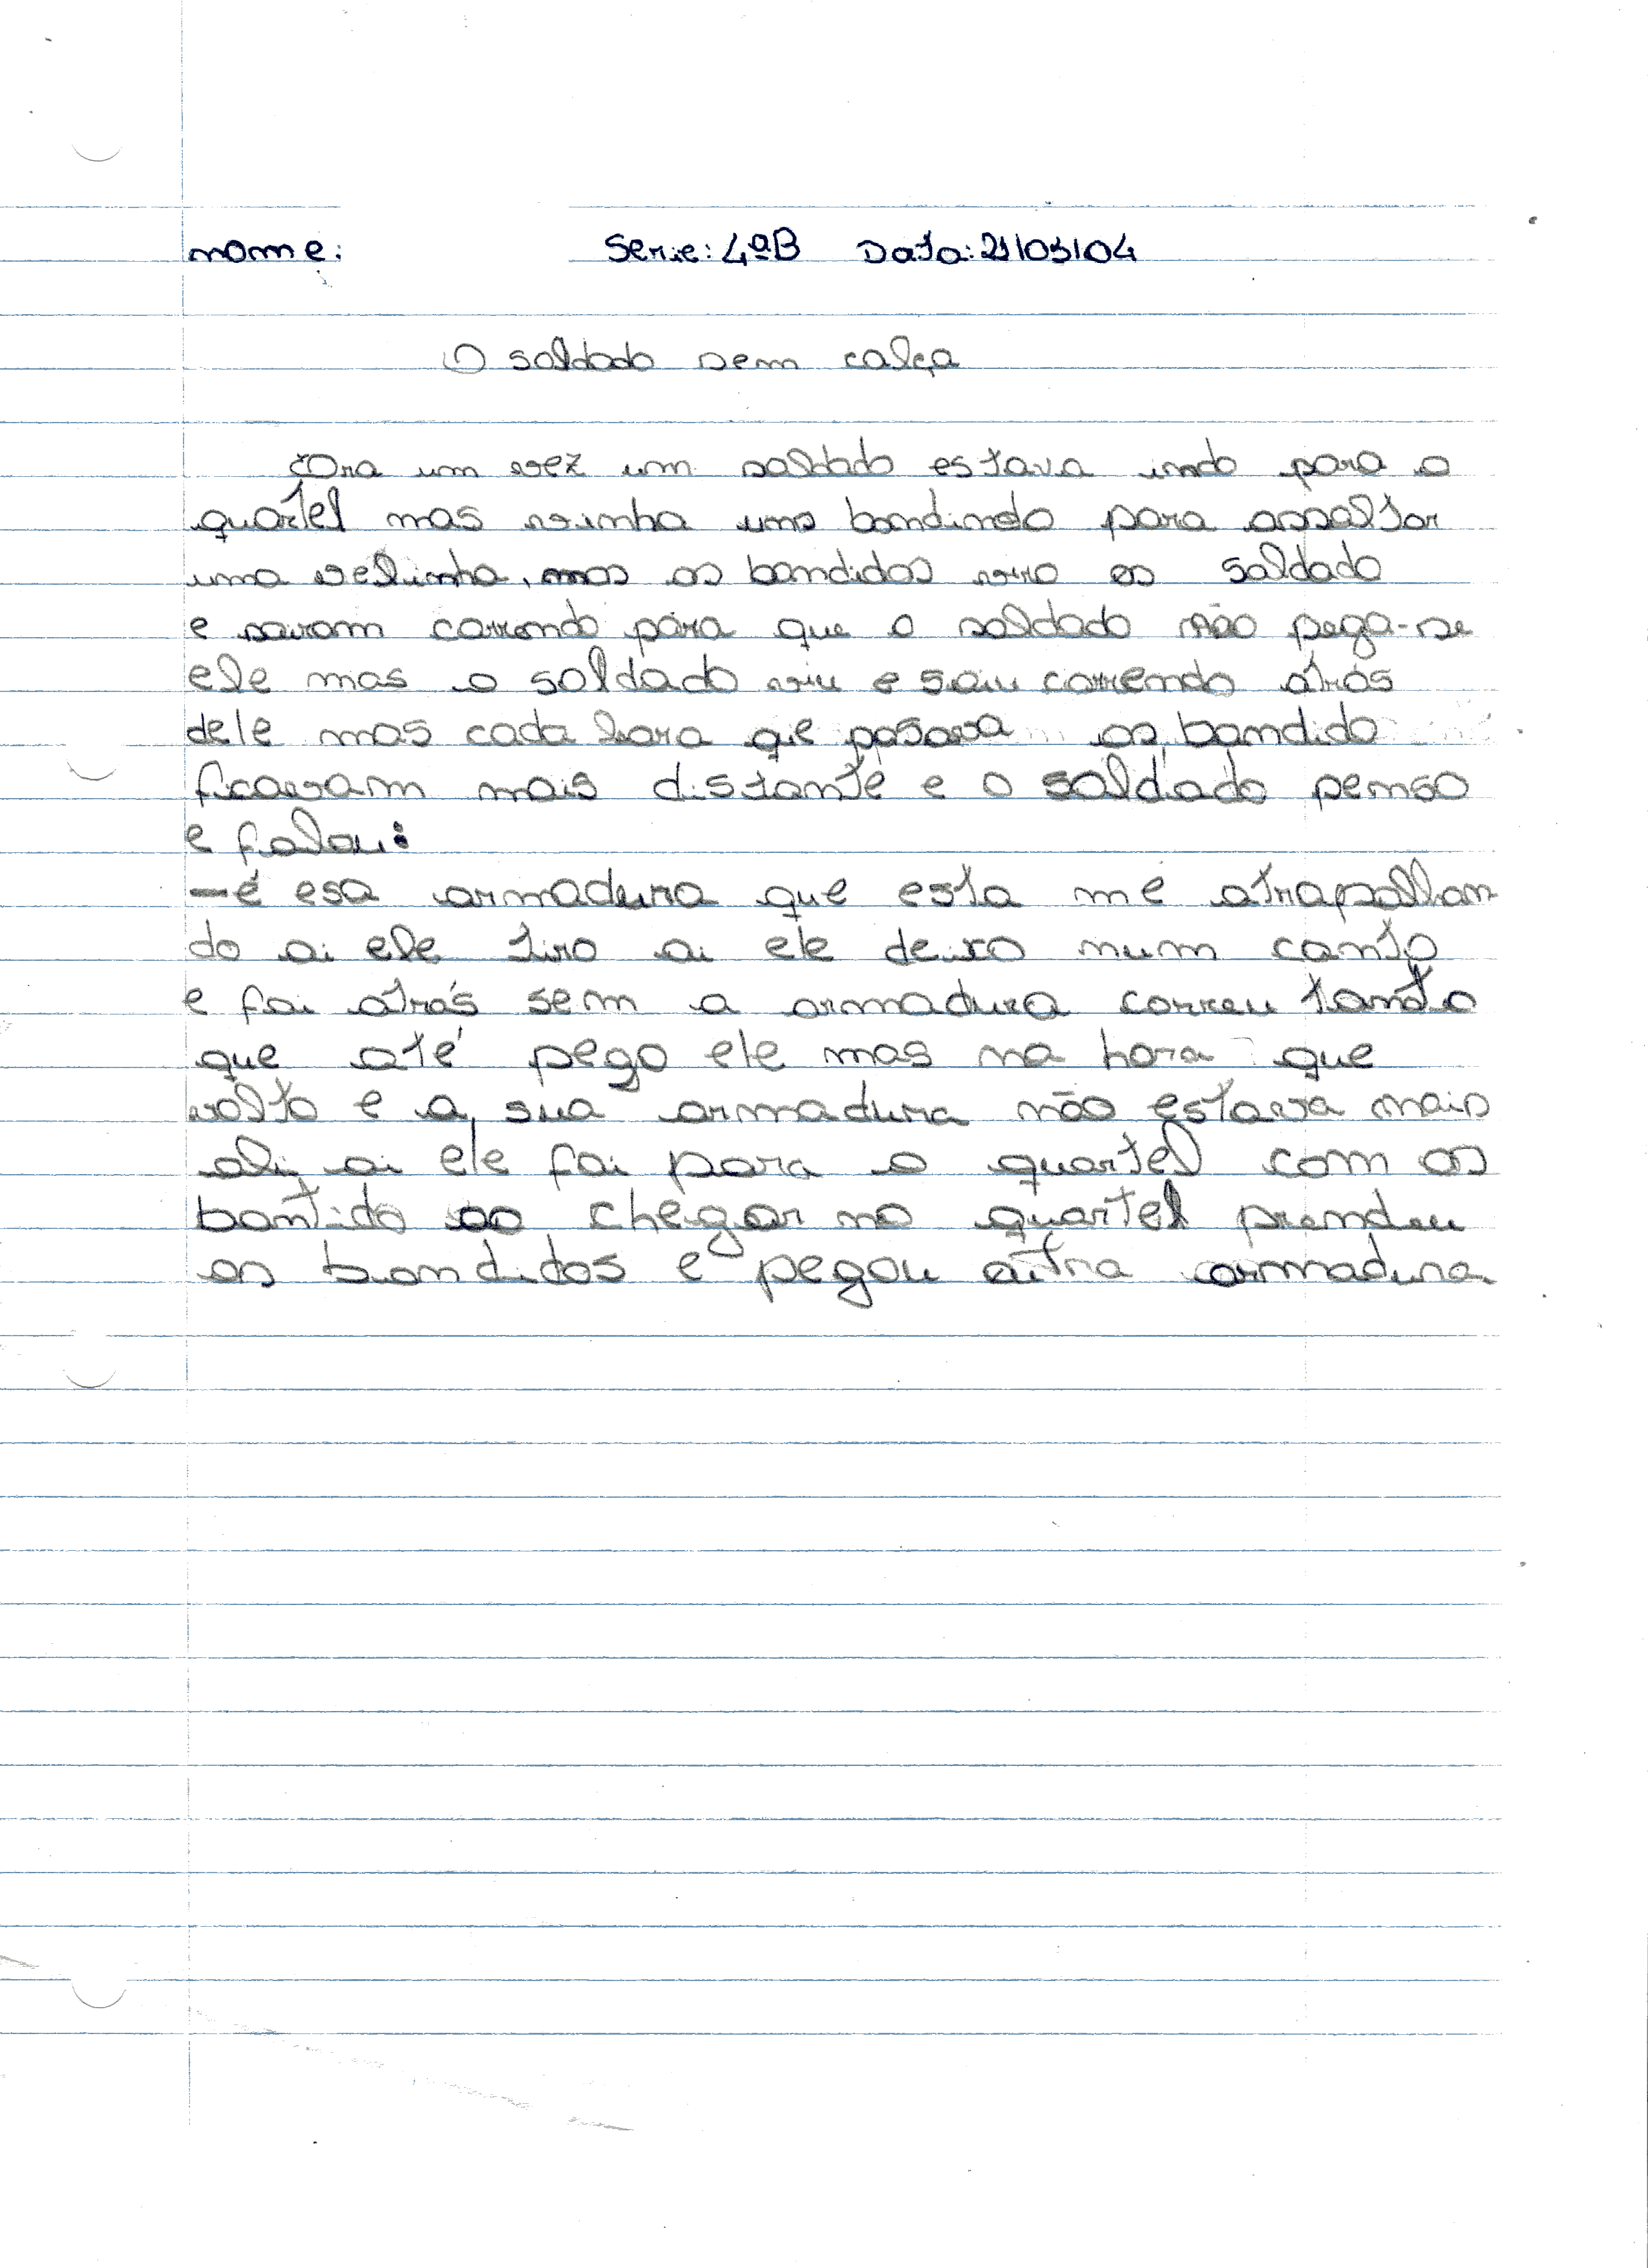 nome: Serie: 4ªB Data: 21/05/04
O soldado sem calça
Era um vez um soldado estava indo para o
quartel mas vinha uns bandindo para assaltar
uma velinha, mas os bandidos viro os soldado
e sairam correndo para que o soldado não pega-se
ele mas o soldado viu e saiu correndo atrás
dele mas cada hora que pasava os bandido
ficavam mais distante e o soldado penso
e falou:
- é esa armadura que esta me atrapalhan-
do ai ele tiro ai ele deixo num canto
e foi atrás sem a armadura correu tanto
que até pego ele mas na hora que
volto e a sua armadura não estava mais
ali ai ele foi para o quartel com os
bantido ao chegar no quartel prendeu
os bandidos e pegou outra armadura